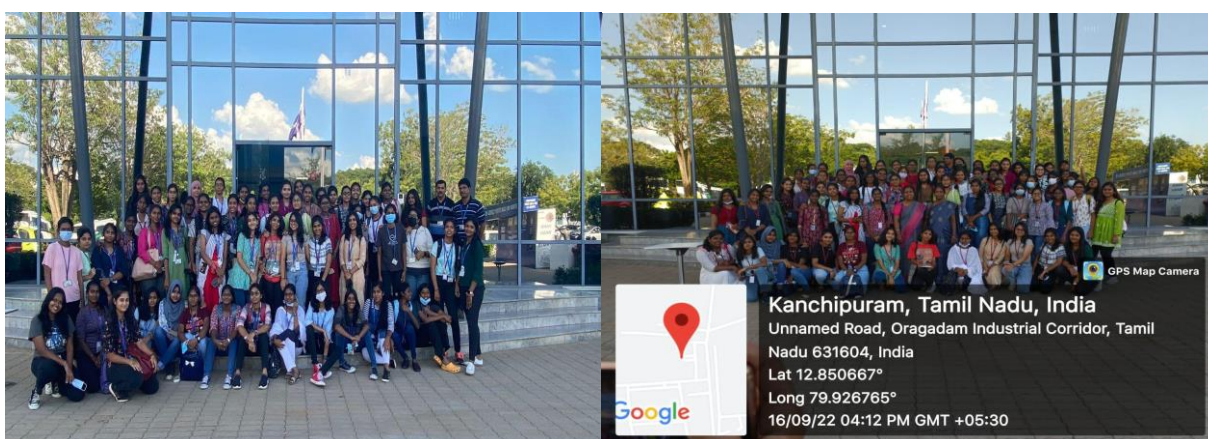 GPS Map Camera
Kanchipuram, Tamil Nadu, India
Unnamed Road, Oragadam Industrial Corridor, Tamil
Nadu 631604, India
Lat 12.850667°
Long 79.926765°
16/09/22 04:12 PM GMT +05:30
Google